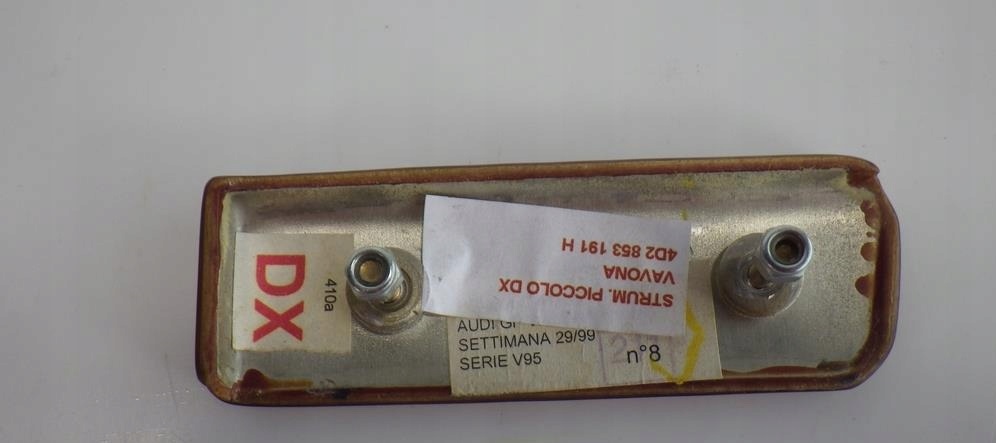 DX
410a
STRUM. PICCOLO DX
VAVONA
4D2 853 191 H
AUDI
SETTIMANA 29/99
SERIE V95
n°8